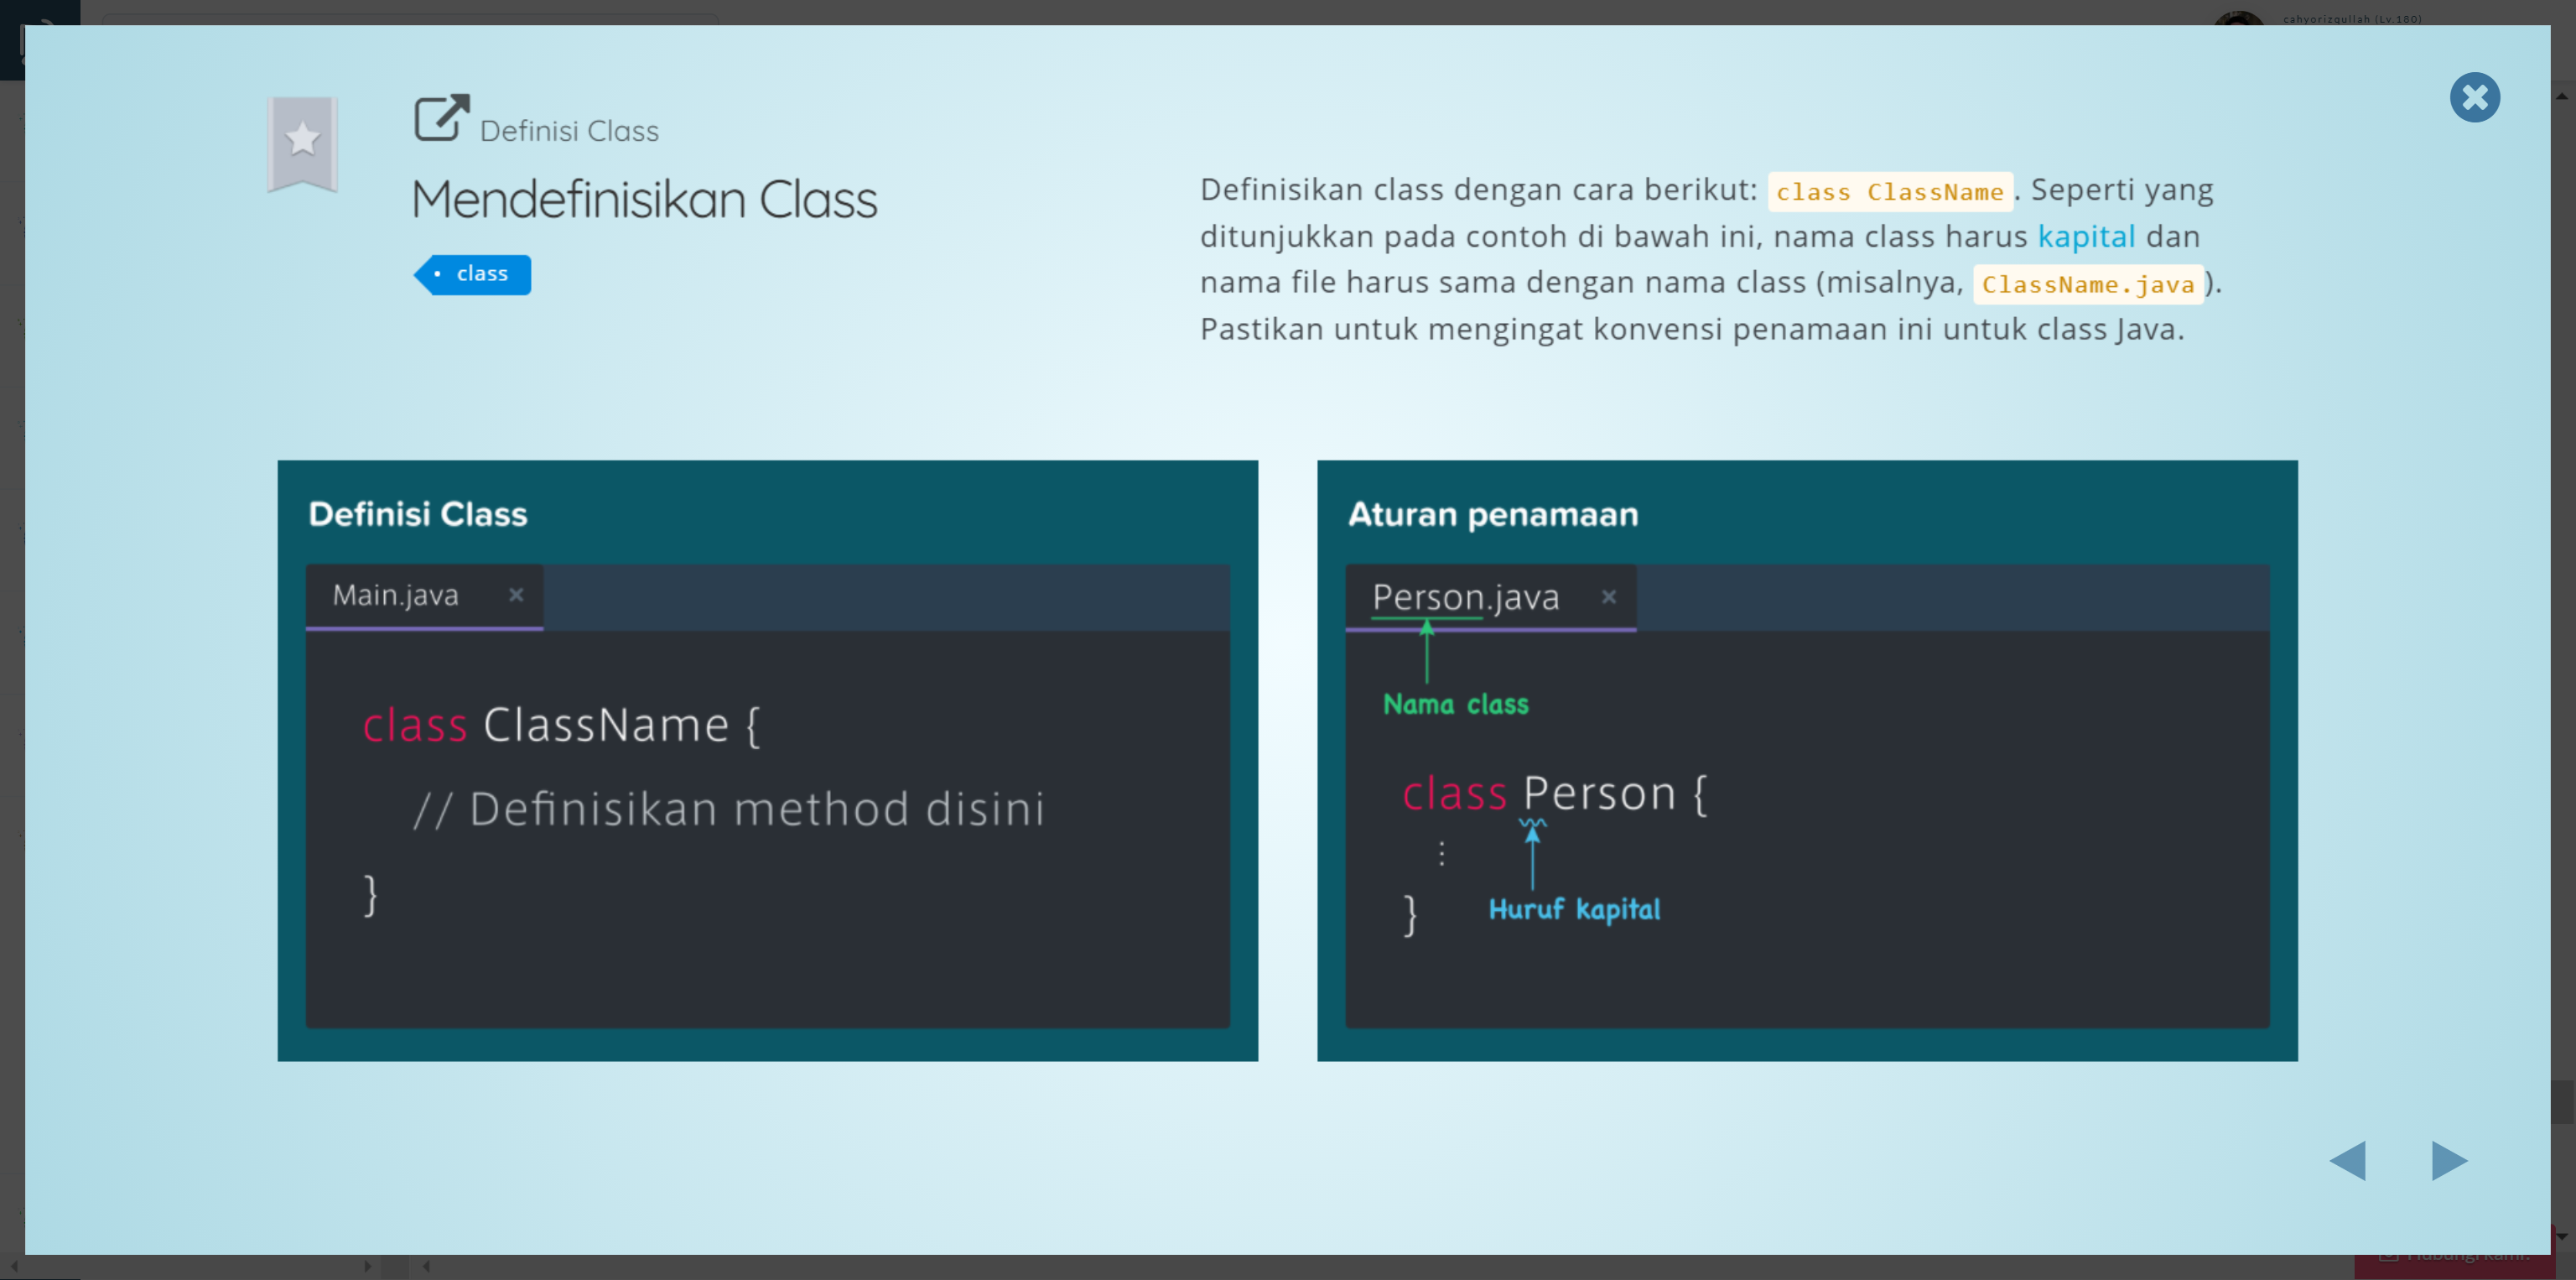 cahyorizqullah (Lv.180)
Definisi Class
Mendefinisikan Class
class
Definisikan class dengan cara berikut: class ClassName. Seperti yang
ditunjukkan pada contoh di bawah ini, nama class harus kapital dan
nama file harus sama dengan nama class (misalnya, ClassName.java).
Pastikan untuk mengingat konvensi penamaan ini untuk class Java.
Definisi Class
Main.java ×
class ClassName {
// Definisikan method disini
}
Aturan penamaan
Person.java ×
Nama class
class Person {
⋮
Huruf kapital
}
Hubungi kami.